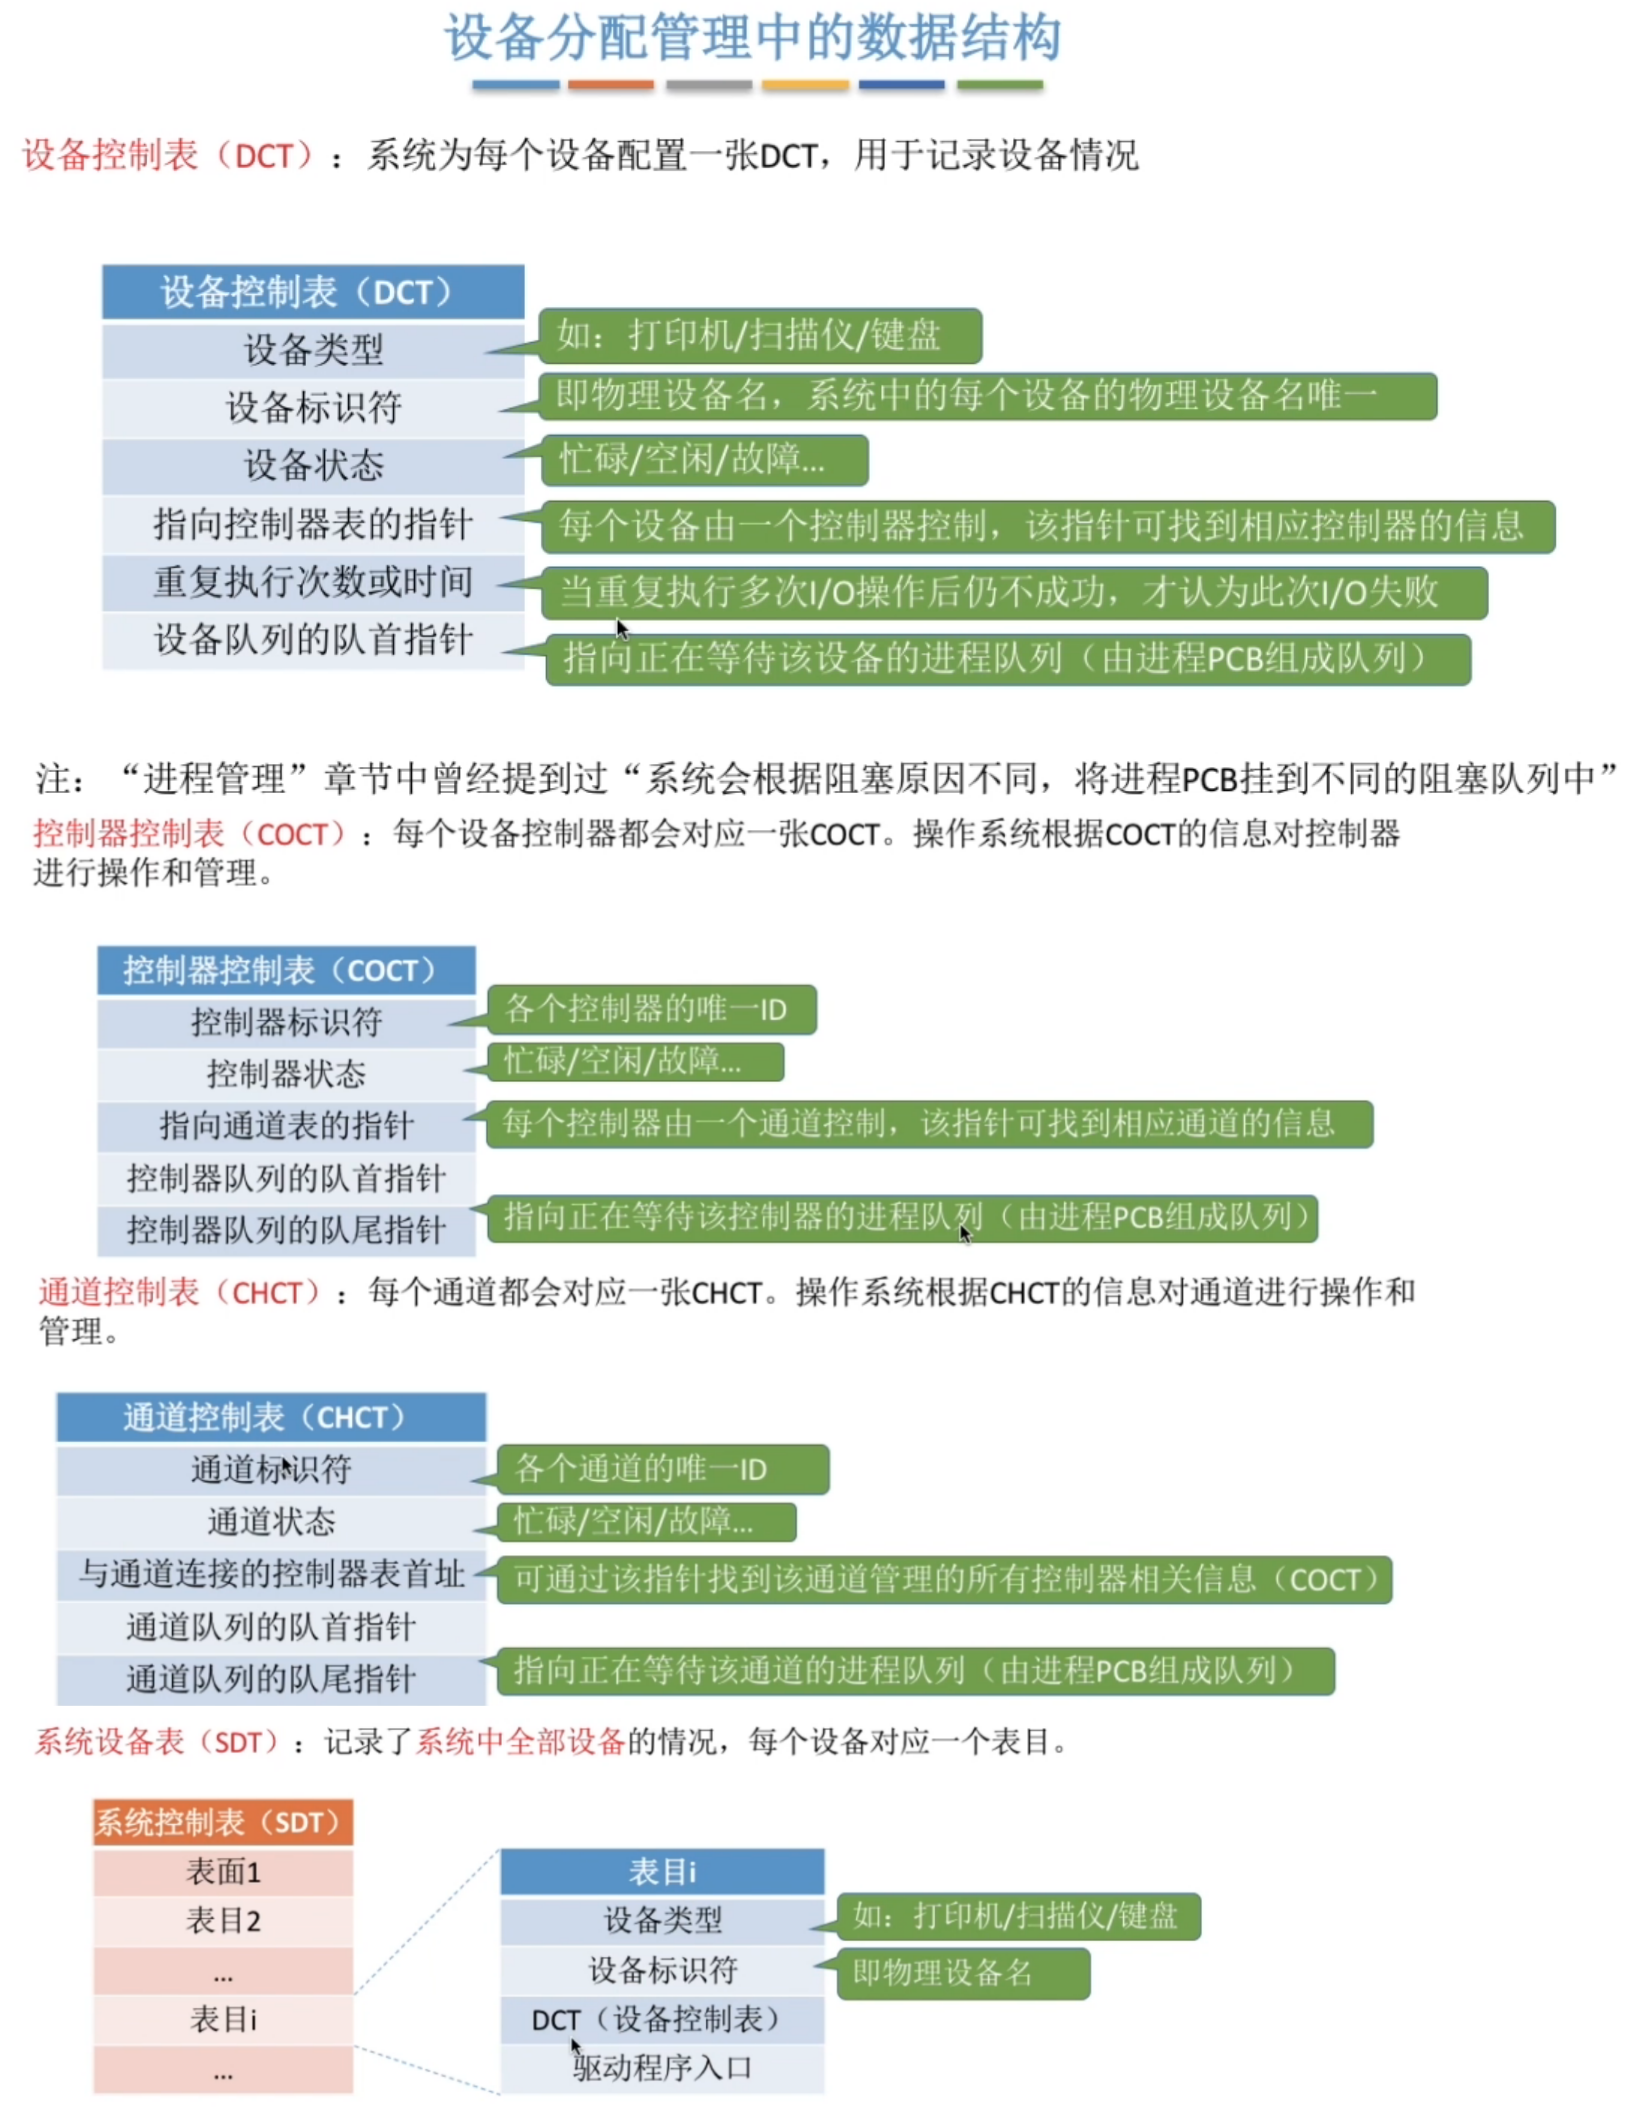 设备分配管理中的数据结构
设备控制表（DCT）：系统为每个设备配置一张DCT，用于记录设备情况
设备控制表（DCT）
设备类型
如：打印机/扫描仪/键盘
设备标识符
即物理设备名，系统中的每个设备的物理设备名唯一
设备状态
忙碌/空闲/故障...
指向控制器表的指针
每个设备由一个控制器控制，该指针可找到相应控制器的信息
重复执行次数或时间
当重复执行多次I/O操作后仍不成功，才认为此次I/O失败
设备队列的队首指针
指向正在等待该设备的进程队列（由进程PCB组成队列）
注：“进程管理”章节中曾经提到过“系统会根据阻塞原因不同，将进程PCB挂到不同的阻塞队列中”
控制器控制表（COCT）：每个设备控制器都会对应一张COCT。操作系统根据COCT的信息对控制器
进行操作和管理。
控制器控制表（COCT）
控制器标识符
各个控制器的唯一ID
控制器状态
忙碌/空闲/故障...
指向通道表的指针
每个控制器由一个通道控制，该指针可找到相应通道的信息
控制器队列的队首指针
控制器队列的队尾指针
指向正在等待该控制器的进程队列（由进程PCB组成队列）
通道控制表（CHCT）：每个通道都会对应一张CHCT。操作系统根据CHCT的信息对通道进行操作和
管理。
通道控制表（CHCT）
通道标识符
各个通道的唯一ID
通道状态
忙碌/空闲/故障...
与通道连接的控制器表首址
可通过该指针找到该通道管理的所有控制器相关信息（COCT）
通道队列的队首指针
通道队列的队尾指针
指向正在等待该通道的进程队列（由进程PCB组成队列）
系统设备表（SDT）：记录了系统中全部设备的情况，每个设备对应一个表目。
系统控制表（SDT）
表面1
表目2
...
表目i
...
表目i
设备类型
如：打印机/扫描仪/键盘
设备标识符
即物理设备名
DCT（设备控制表）
驱动程序入口